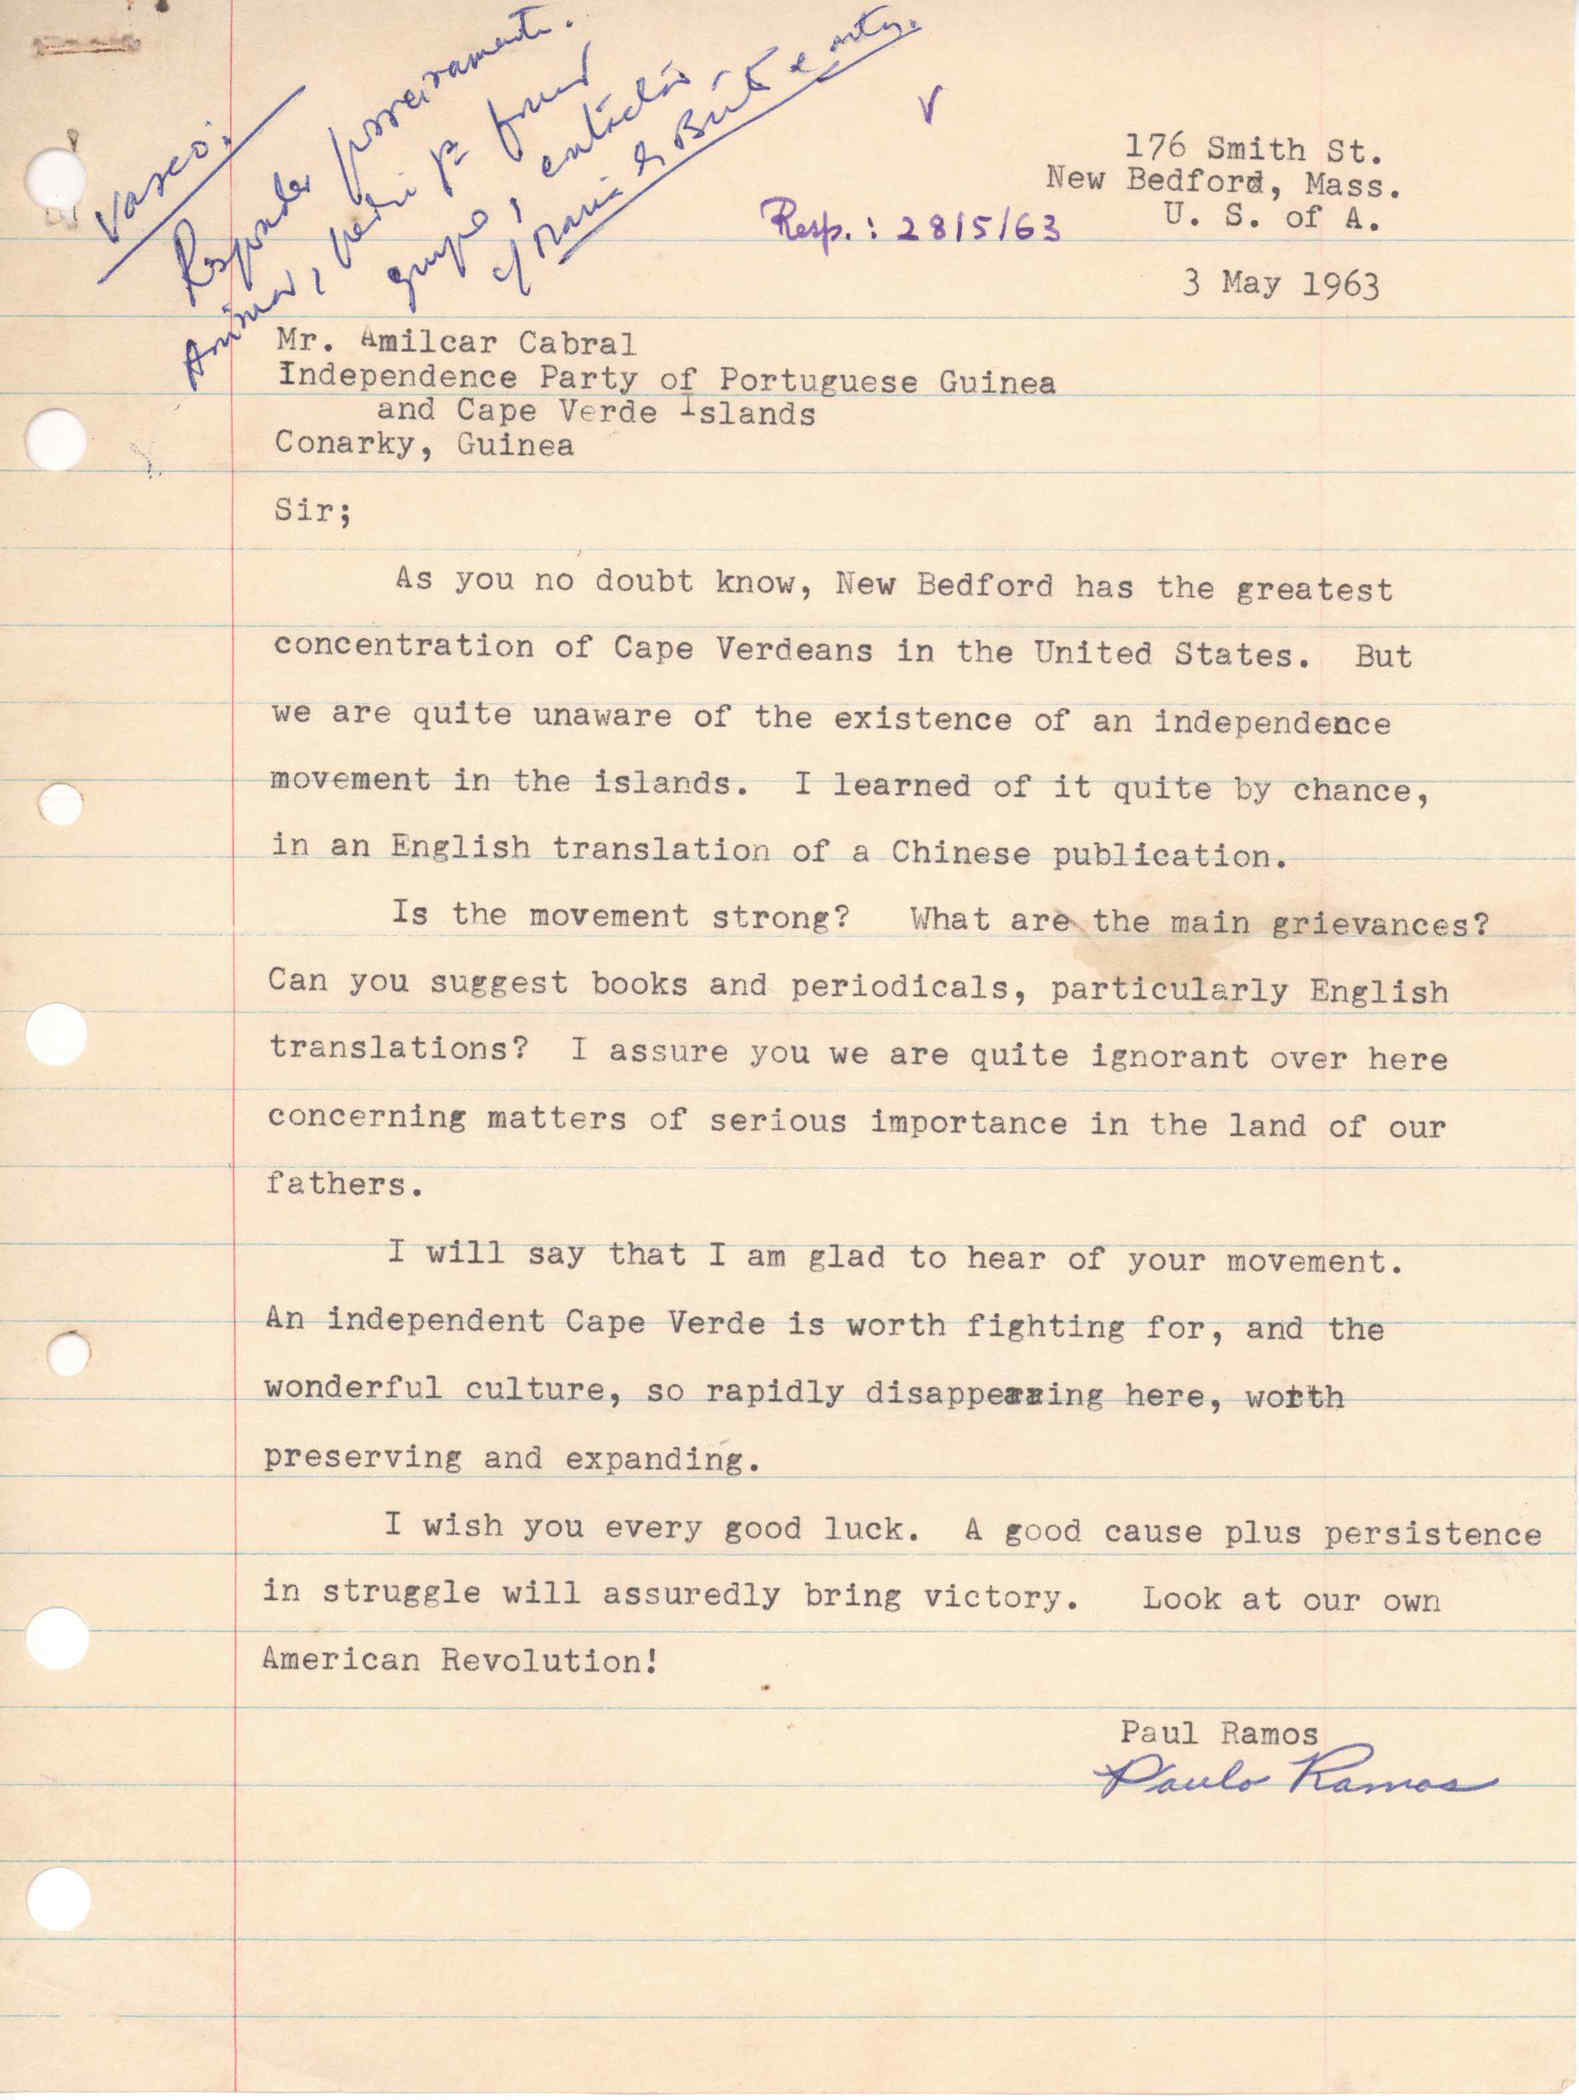 Vasco:
Responder
Animar, pedir pª formar
grupo,
c/ Maria
Resp.: 28/5/63
176 Smith St.
New Bedford, Mass.
U. S. of A.
3 May 1963
Mr. Amilcar Cabral
Independence Party of Portuguese Guinea
and Cape Verde Islands
Conarky, Guinea
Sir;
As you no doubt know, New Bedford has the greatest
concentration of Cape Verdeans in the United States. But
we are quite unaware of the existence of an independence
movement in the islands. I learned of it quite by chance,
in an English translation of a Chinese publication.
Is the movement strong? What are the main grievances?
Can you suggest books and periodicals, particularly English
translations? I assure you we are quite ignorant over here
concerning matters of serious importance in the land of our
fathers.
I will say that I am glad to hear of your movement.
An independent Cape Verde is worth fighting for, and the
wonderful culture, so rapidly disappearing here, worth
preserving and expanding.
I wish you every good luck. A good cause plus persistence
in struggle will assuredly bring victory. Look at our own
American Revolution!
Paul Ramos
Paulo Ramos